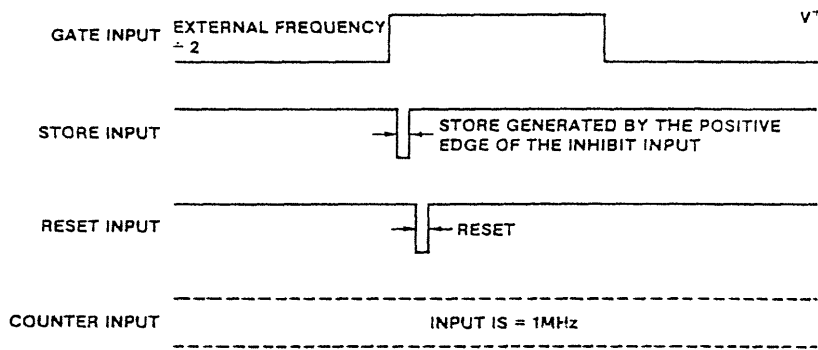 GATE INPUT
EXTERNAL FREQUENCY
÷ 2
V+
STORE INPUT
STORE GENERATED BY THE POSITIVE
EDGE OF THE INHIBIT INPUT
RESET INPUT
RESET
COUNTER INPUT
INPUT IS = 1MHz